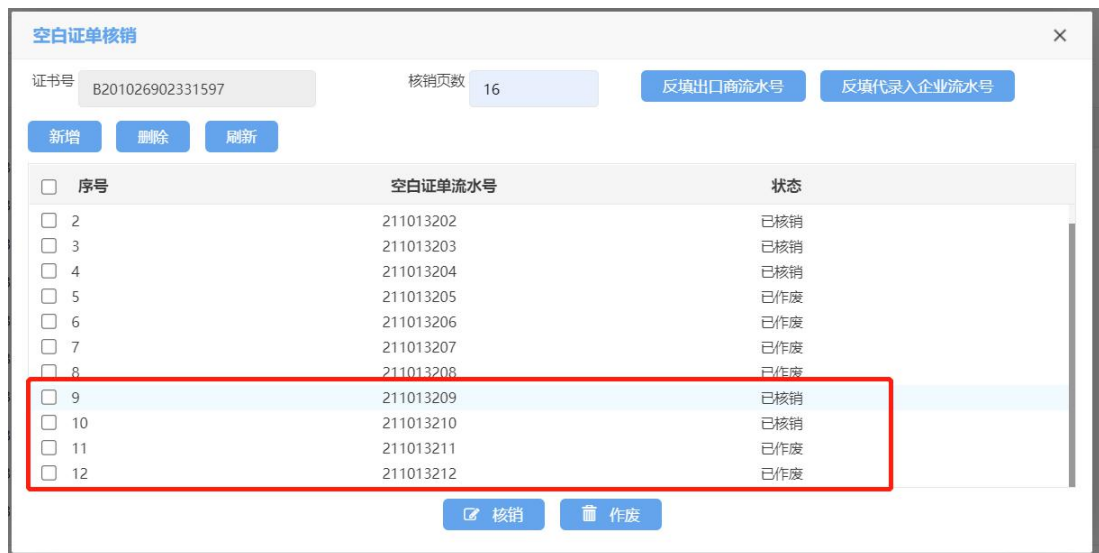 空白证单核销
证书号 B201026902331597 核销页数 16 反填出口商流水号 反填代录入企业流水号
新增 删除 刷新
序号 空白证单流水号 状态
2 211013202 已核销
3 211013203 已核销
4 211013204 已核销
5 211013205 已作废
6 211013206 已作废
7 211013207 已作废
8 211013208 已作废
9 211013209 已核销
10 211013210 已核销
11 211013211 已作废
12 211013212 已作废
核销 作废